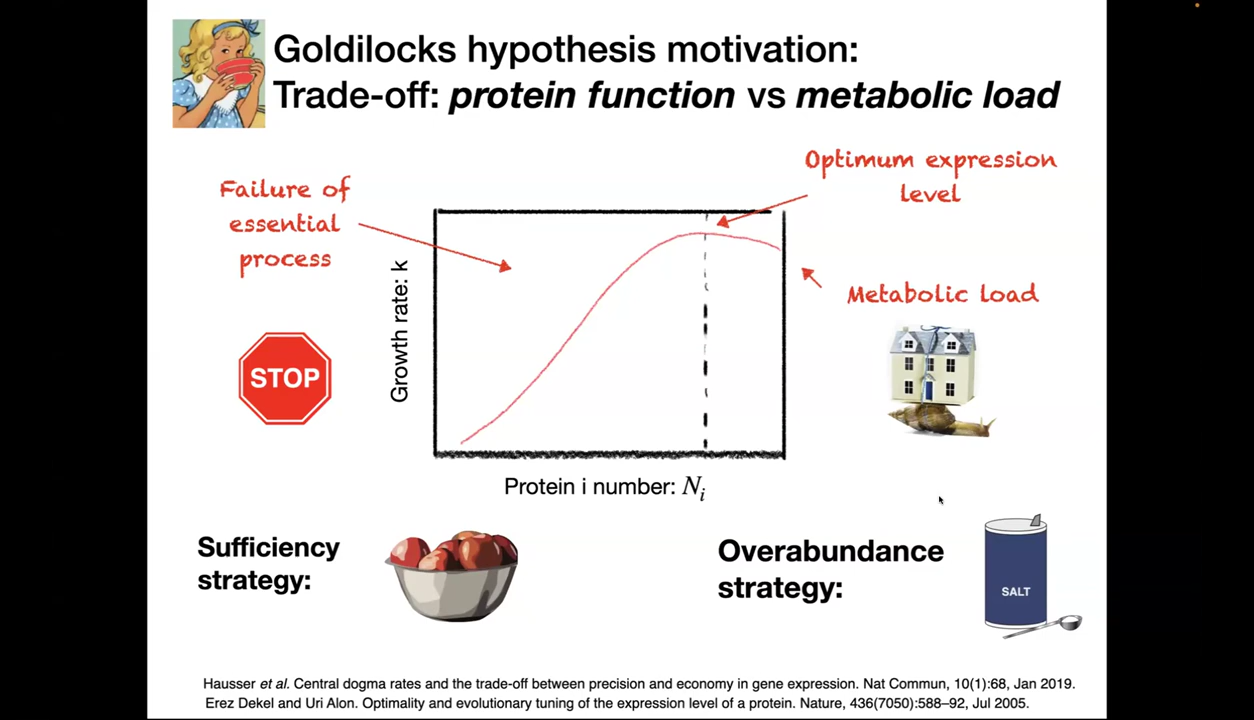 Goldilocks hypothesis motivation:
Trade-off: protein function vs metabolic load
Optimum expression
level
Failure of
essential
process
Metabolic load
STOP
Growth rate: k
Protein i number: Nᵢ
Sufficiency
strategy:
Overabundance
strategy:
SALT
Hausser et al. Central dogma rates and the trade-off between precision and economy in gene expression. Nat Commun, 10(1):68, Jan 2019.
Erez Dekel and Uri Alon. Optimality and evolutionary tuning of the expression level of a protein. Nature, 436(7050):588–92, Jul 2005.